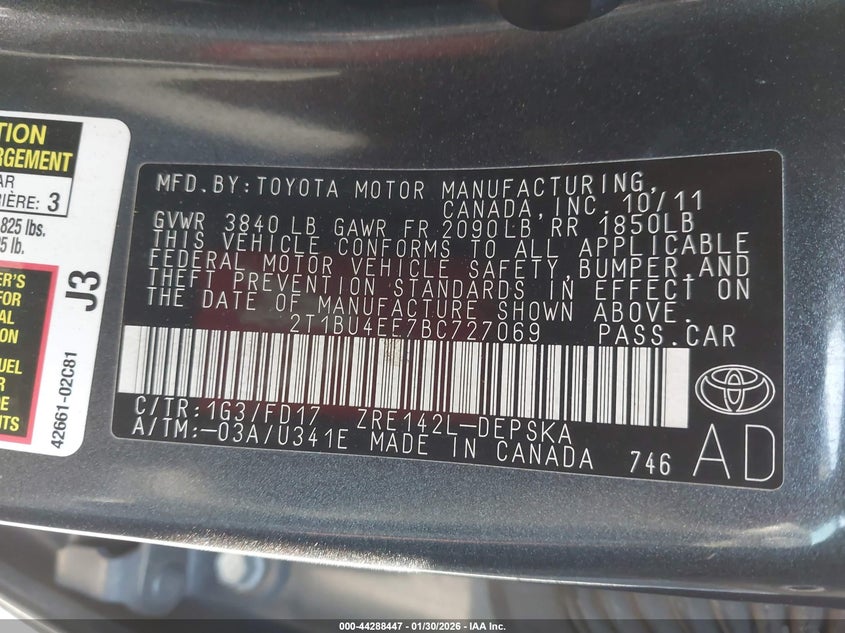 TION
RGEMENT
AR
RIÈRE: 3
825 lbs.
5 lb.
J3
ER'S
FOR
AL
ON
UEL
R
DE
NTS
42661-02C81
MFD.BY:TOYOTA MOTOR MANUFACTURING,
CANADA,INC. 10/11
GVWR 3840 LB GAWR FR 2090LB RR 1850LB
THIS VEHICLE CONFORMS TO ALL APPLICABLE
FEDERAL MOTOR VEHICLE SAFETY,BUMPER,AND
THEFT PREVENTION STANDARDS IN EFFECT ON
THE DATE OF MANUFACTURE SHOWN ABOVE.
2T1BU4EE7BC727069 PASS.CAR
C/TR:1G3/FD17 ZRE142L-DEPSKA
A/TM:-03A/U341E MADE IN CANADA 746
AD
000-44288447 - 01/30/2026 - IAA Inc.